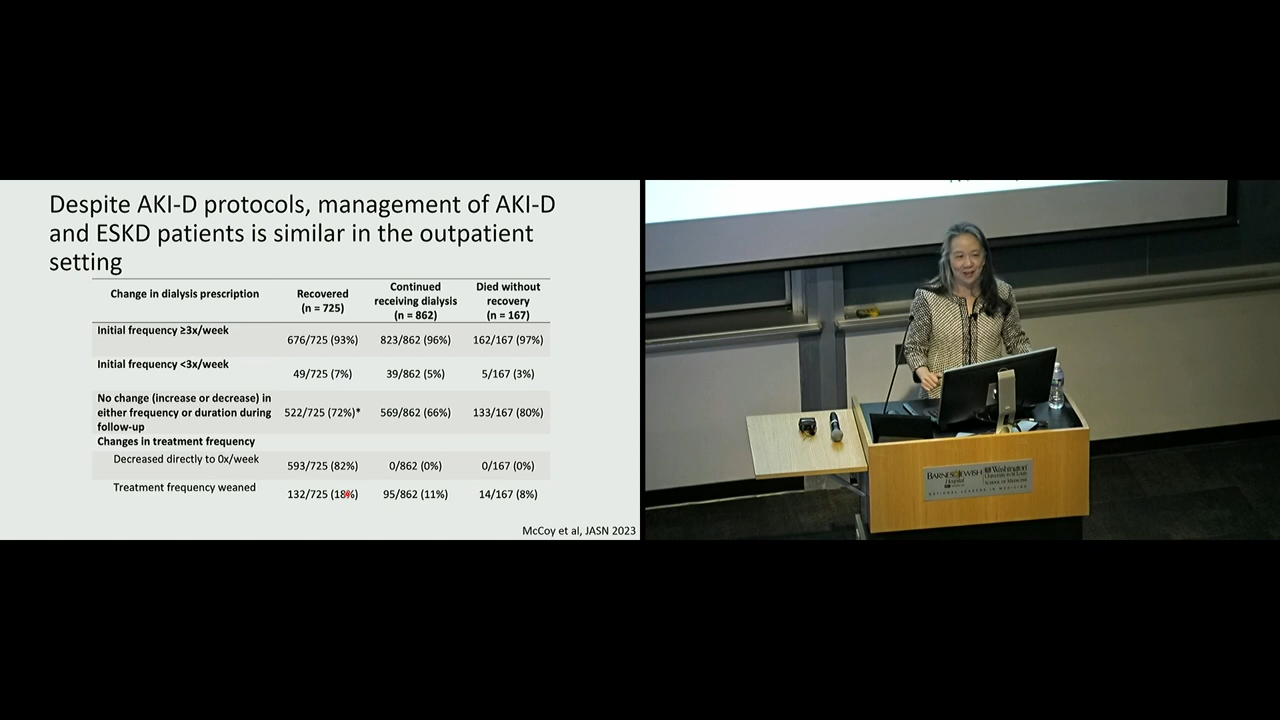 Despite AKI-D protocols, management of AKI-D
and ESKD patients is similar in the outpatient
setting
Change in dialysis prescription
Recovered
(n = 725)
Continued
receiving dialysis
(n = 862)
Died without
recovery
(n = 167)
Initial frequency ≥3x/week
676/725 (93%)
823/862 (96%)
162/167 (97%)
Initial frequency <3x/week
49/725 (7%)
39/862 (5%)
5/167 (3%)
No change (increase or decrease) in
either frequency or duration during
follow-up
522/725 (72%)*
569/862 (66%)
133/167 (80%)
Changes in treatment frequency
Decreased directly to 0x/week
593/725 (82%)
0/862 (0%)
0/167 (0%)
Treatment frequency weaned
132/725 (18%)
95/862 (11%)
14/167 (8%)
McCoy et al, JASN 2023
BARNES JEWISH
Hospital
Washington
University in St. Louis
SCHOOL OF MEDICINE
NATIONAL LEADERS IN MEDICINE